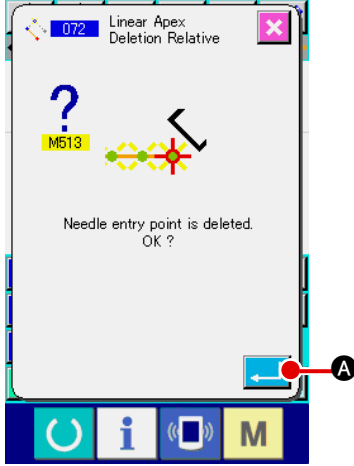 072 Linear Apex
Deletion Relative
?
M513
Needle entry point is deleted.
OK ?
A
i
M